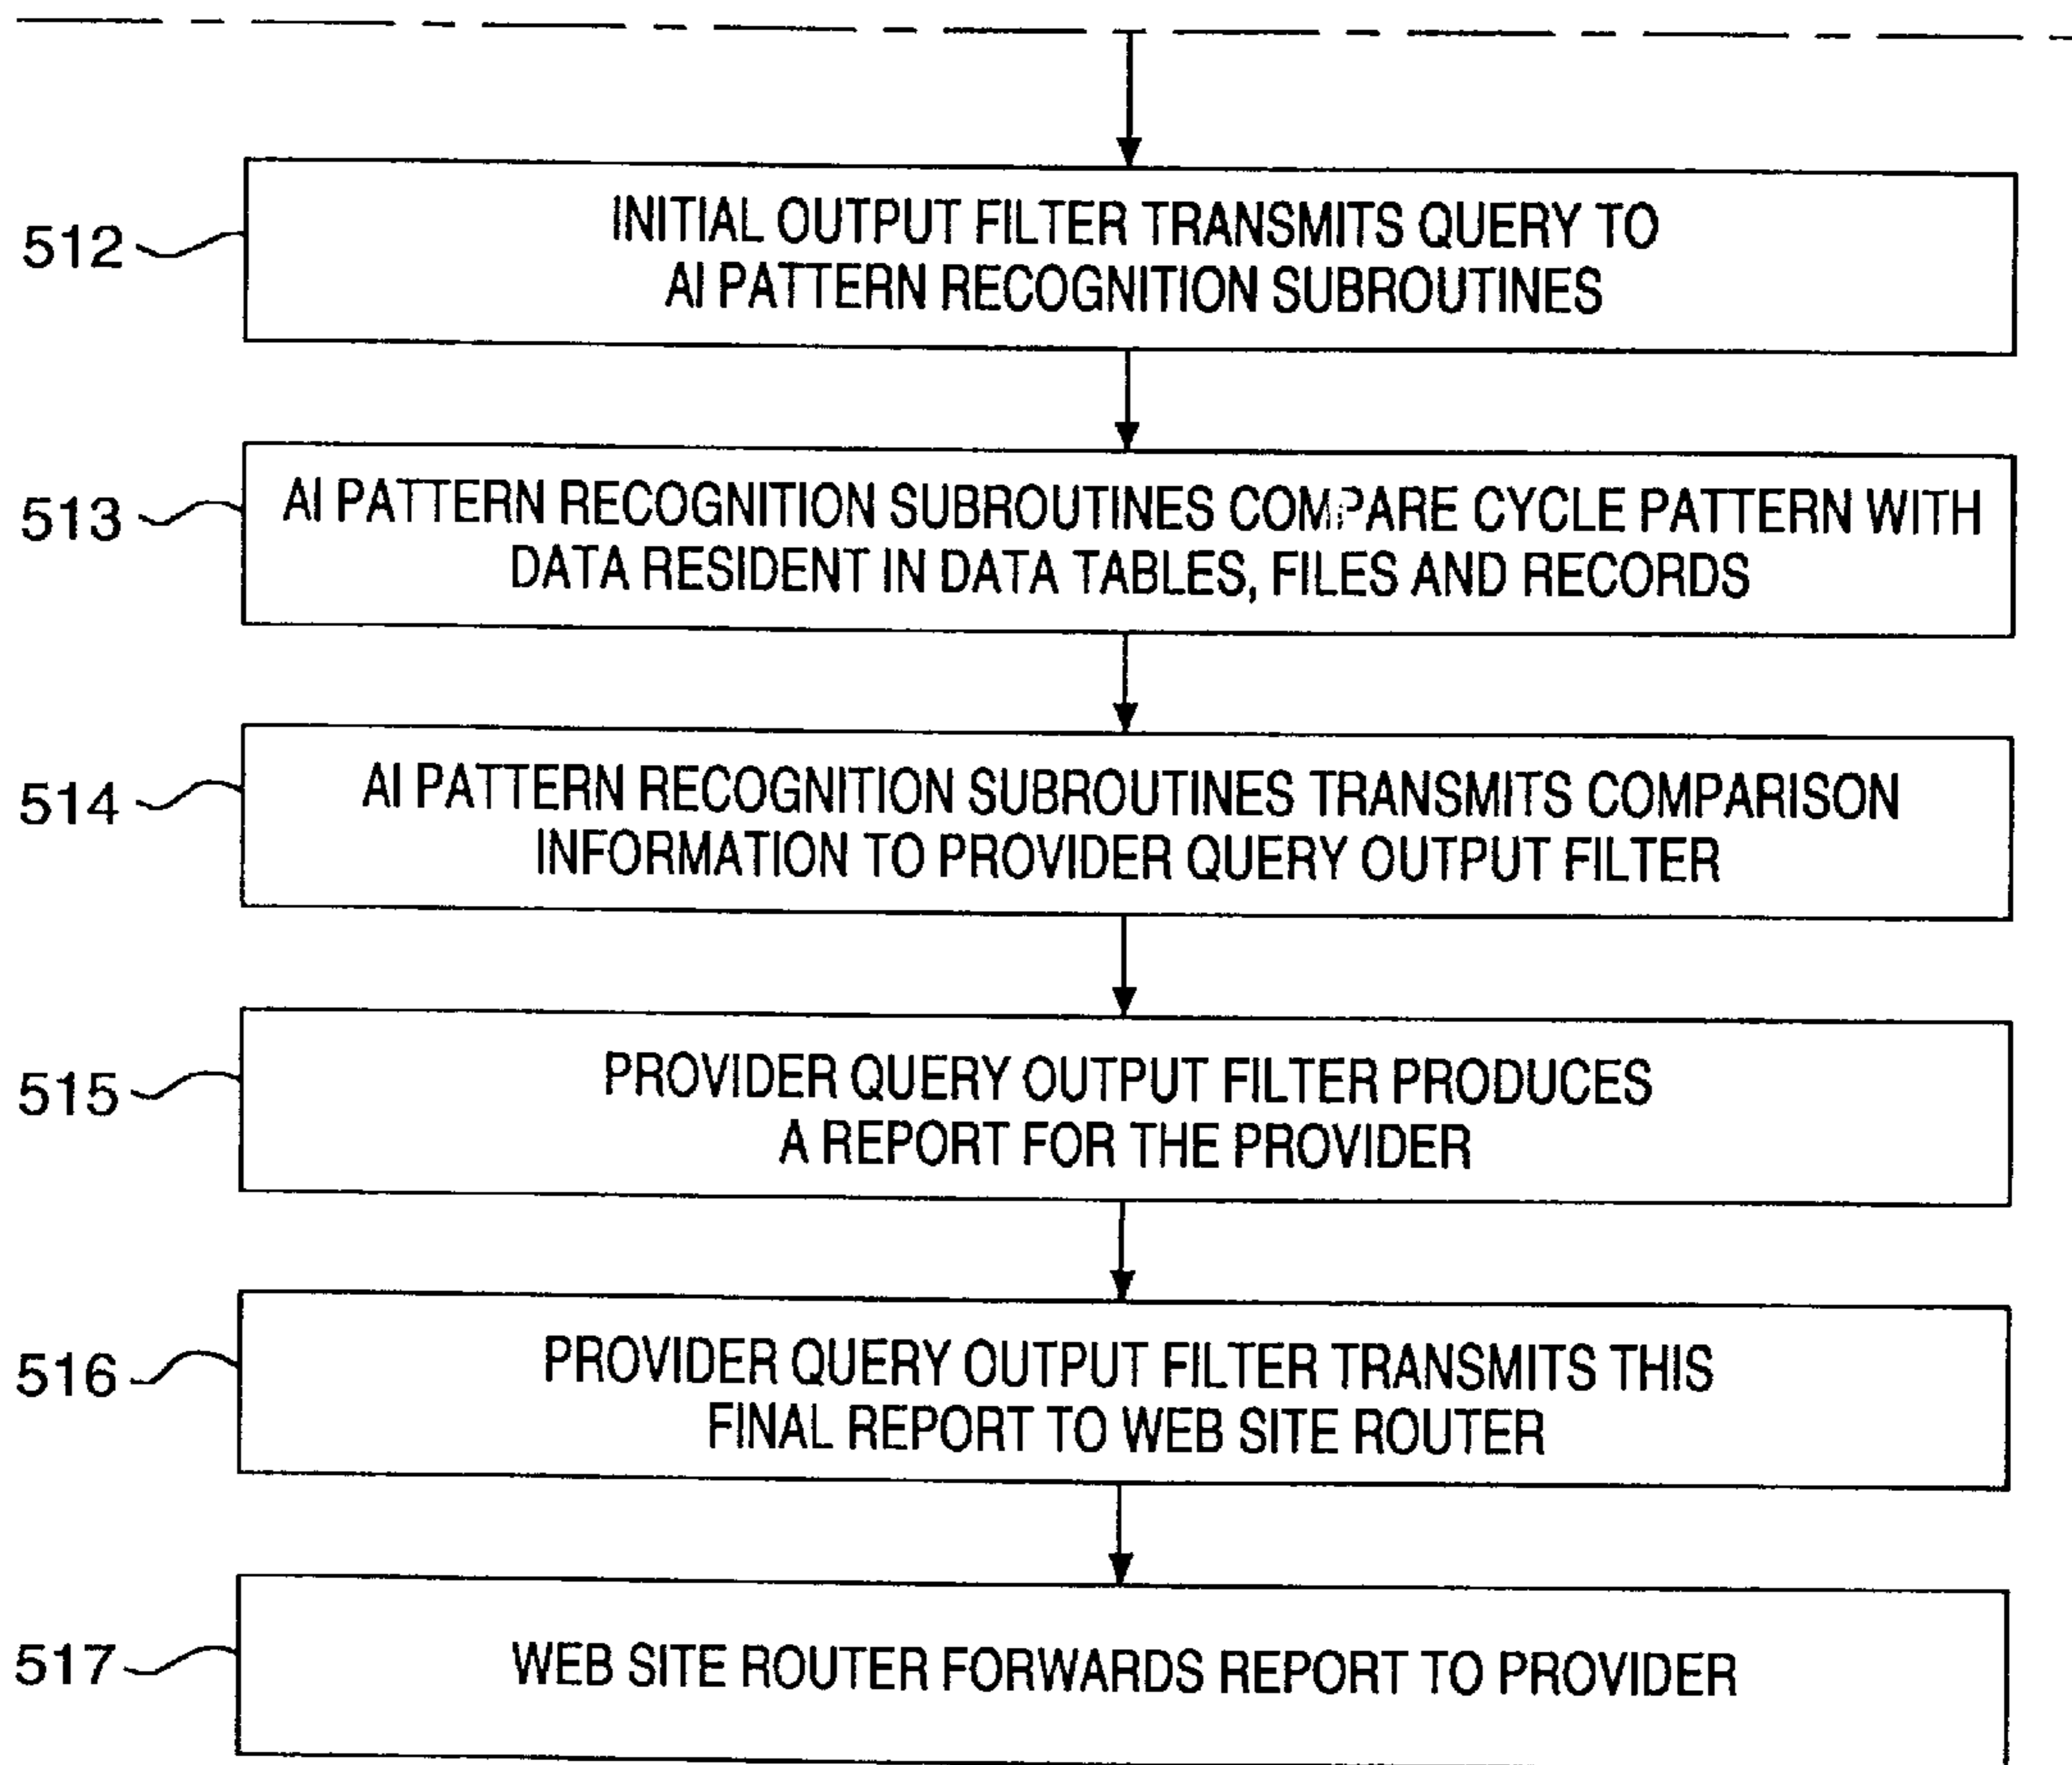 512
INITIAL OUTPUT FILTER TRANSMITS QUERY TO
AI PATTERN RECOGNITION SUBROUTINES
513
AI PATTERN RECOGNITION SUBROUTINES COMPARE CYCLE PATTERN WITH
DATA RESIDENT IN DATA TABLES, FILES AND RECORDS
514
AI PATTERN RECOGNITION SUBROUTINES TRANSMITS COMPARISON
INFORMATION TO PROVIDER QUERY OUTPUT FILTER
515
PROVIDER QUERY OUTPUT FILTER PRODUCES
A REPORT FOR THE PROVIDER
516
PROVIDER QUERY OUTPUT FILTER TRANSMITS THIS
FINAL REPORT TO WEB SITE ROUTER
517
WEB SITE ROUTER FORWARDS REPORT TO PROVIDER